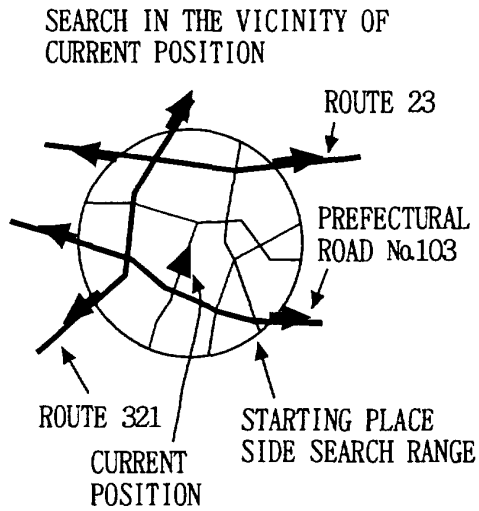 SEARCH IN THE VICINITY OF
CURRENT POSITION
ROUTE 23
PREFECTURAL
ROAD No.103
ROUTE 321
STARTING PLACE
SIDE SEARCH RANGE
CURRENT
POSITION